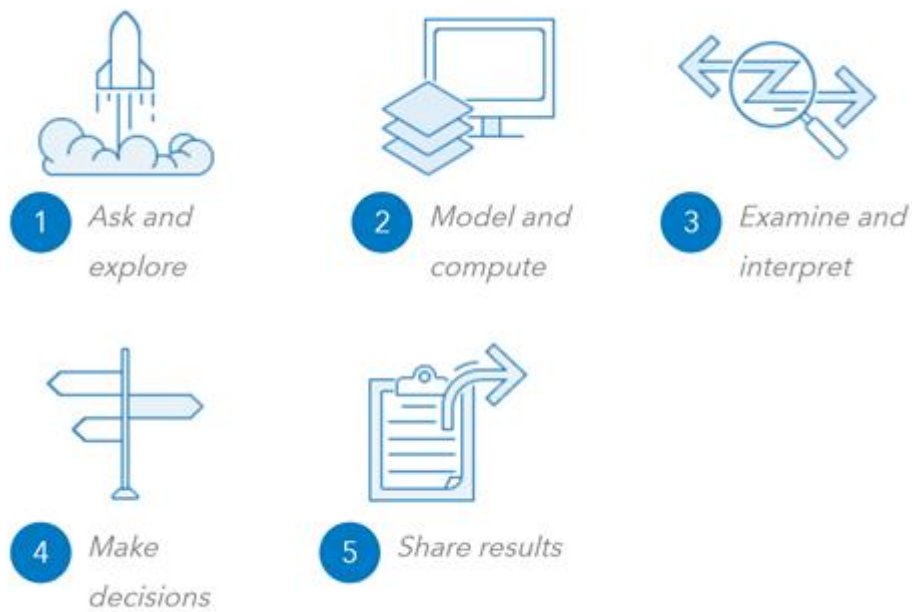 1 Ask and
explore
2 Model and
compute
3 Examine and
interpret
4 Make
decisions
5 Share results